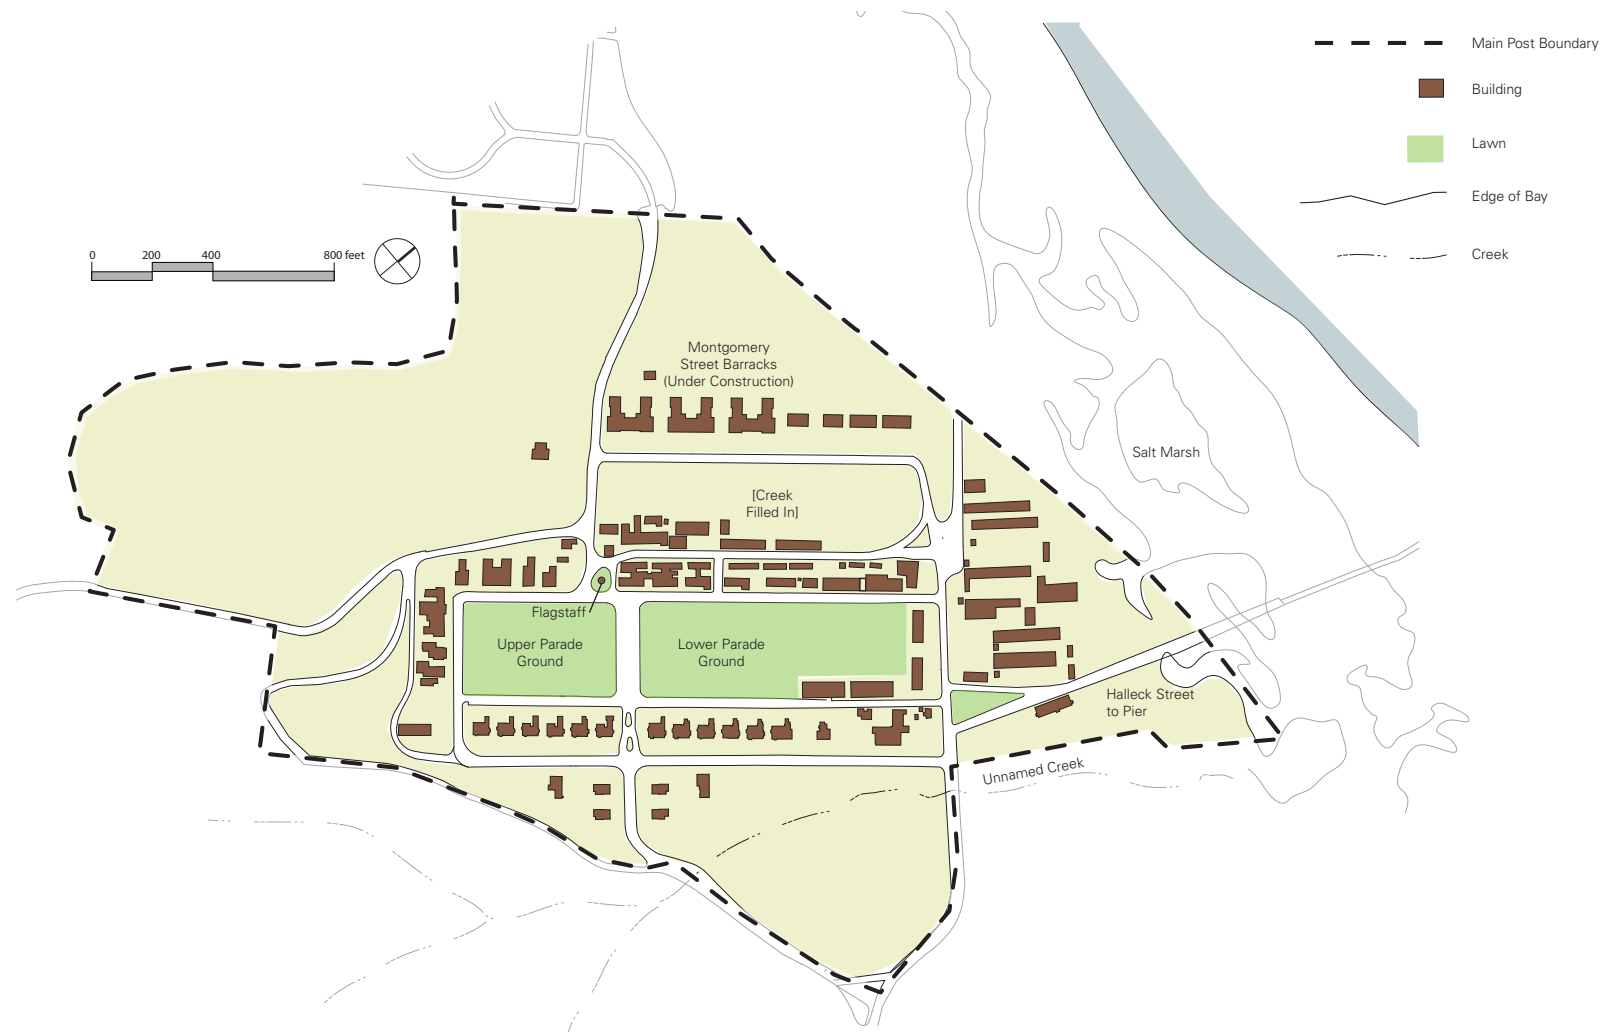 Main Post Boundary
Building
Lawn
Edge of Bay
Creek
0 200 400 800 feet
Montgomery
Street Barracks
(Under Construction)
Salt Marsh
[Creek
Filled In]
Flagstaff
Upper Parade
Ground
Lower Parade
Ground
Halleck Street
to Pier
Unnamed Creek